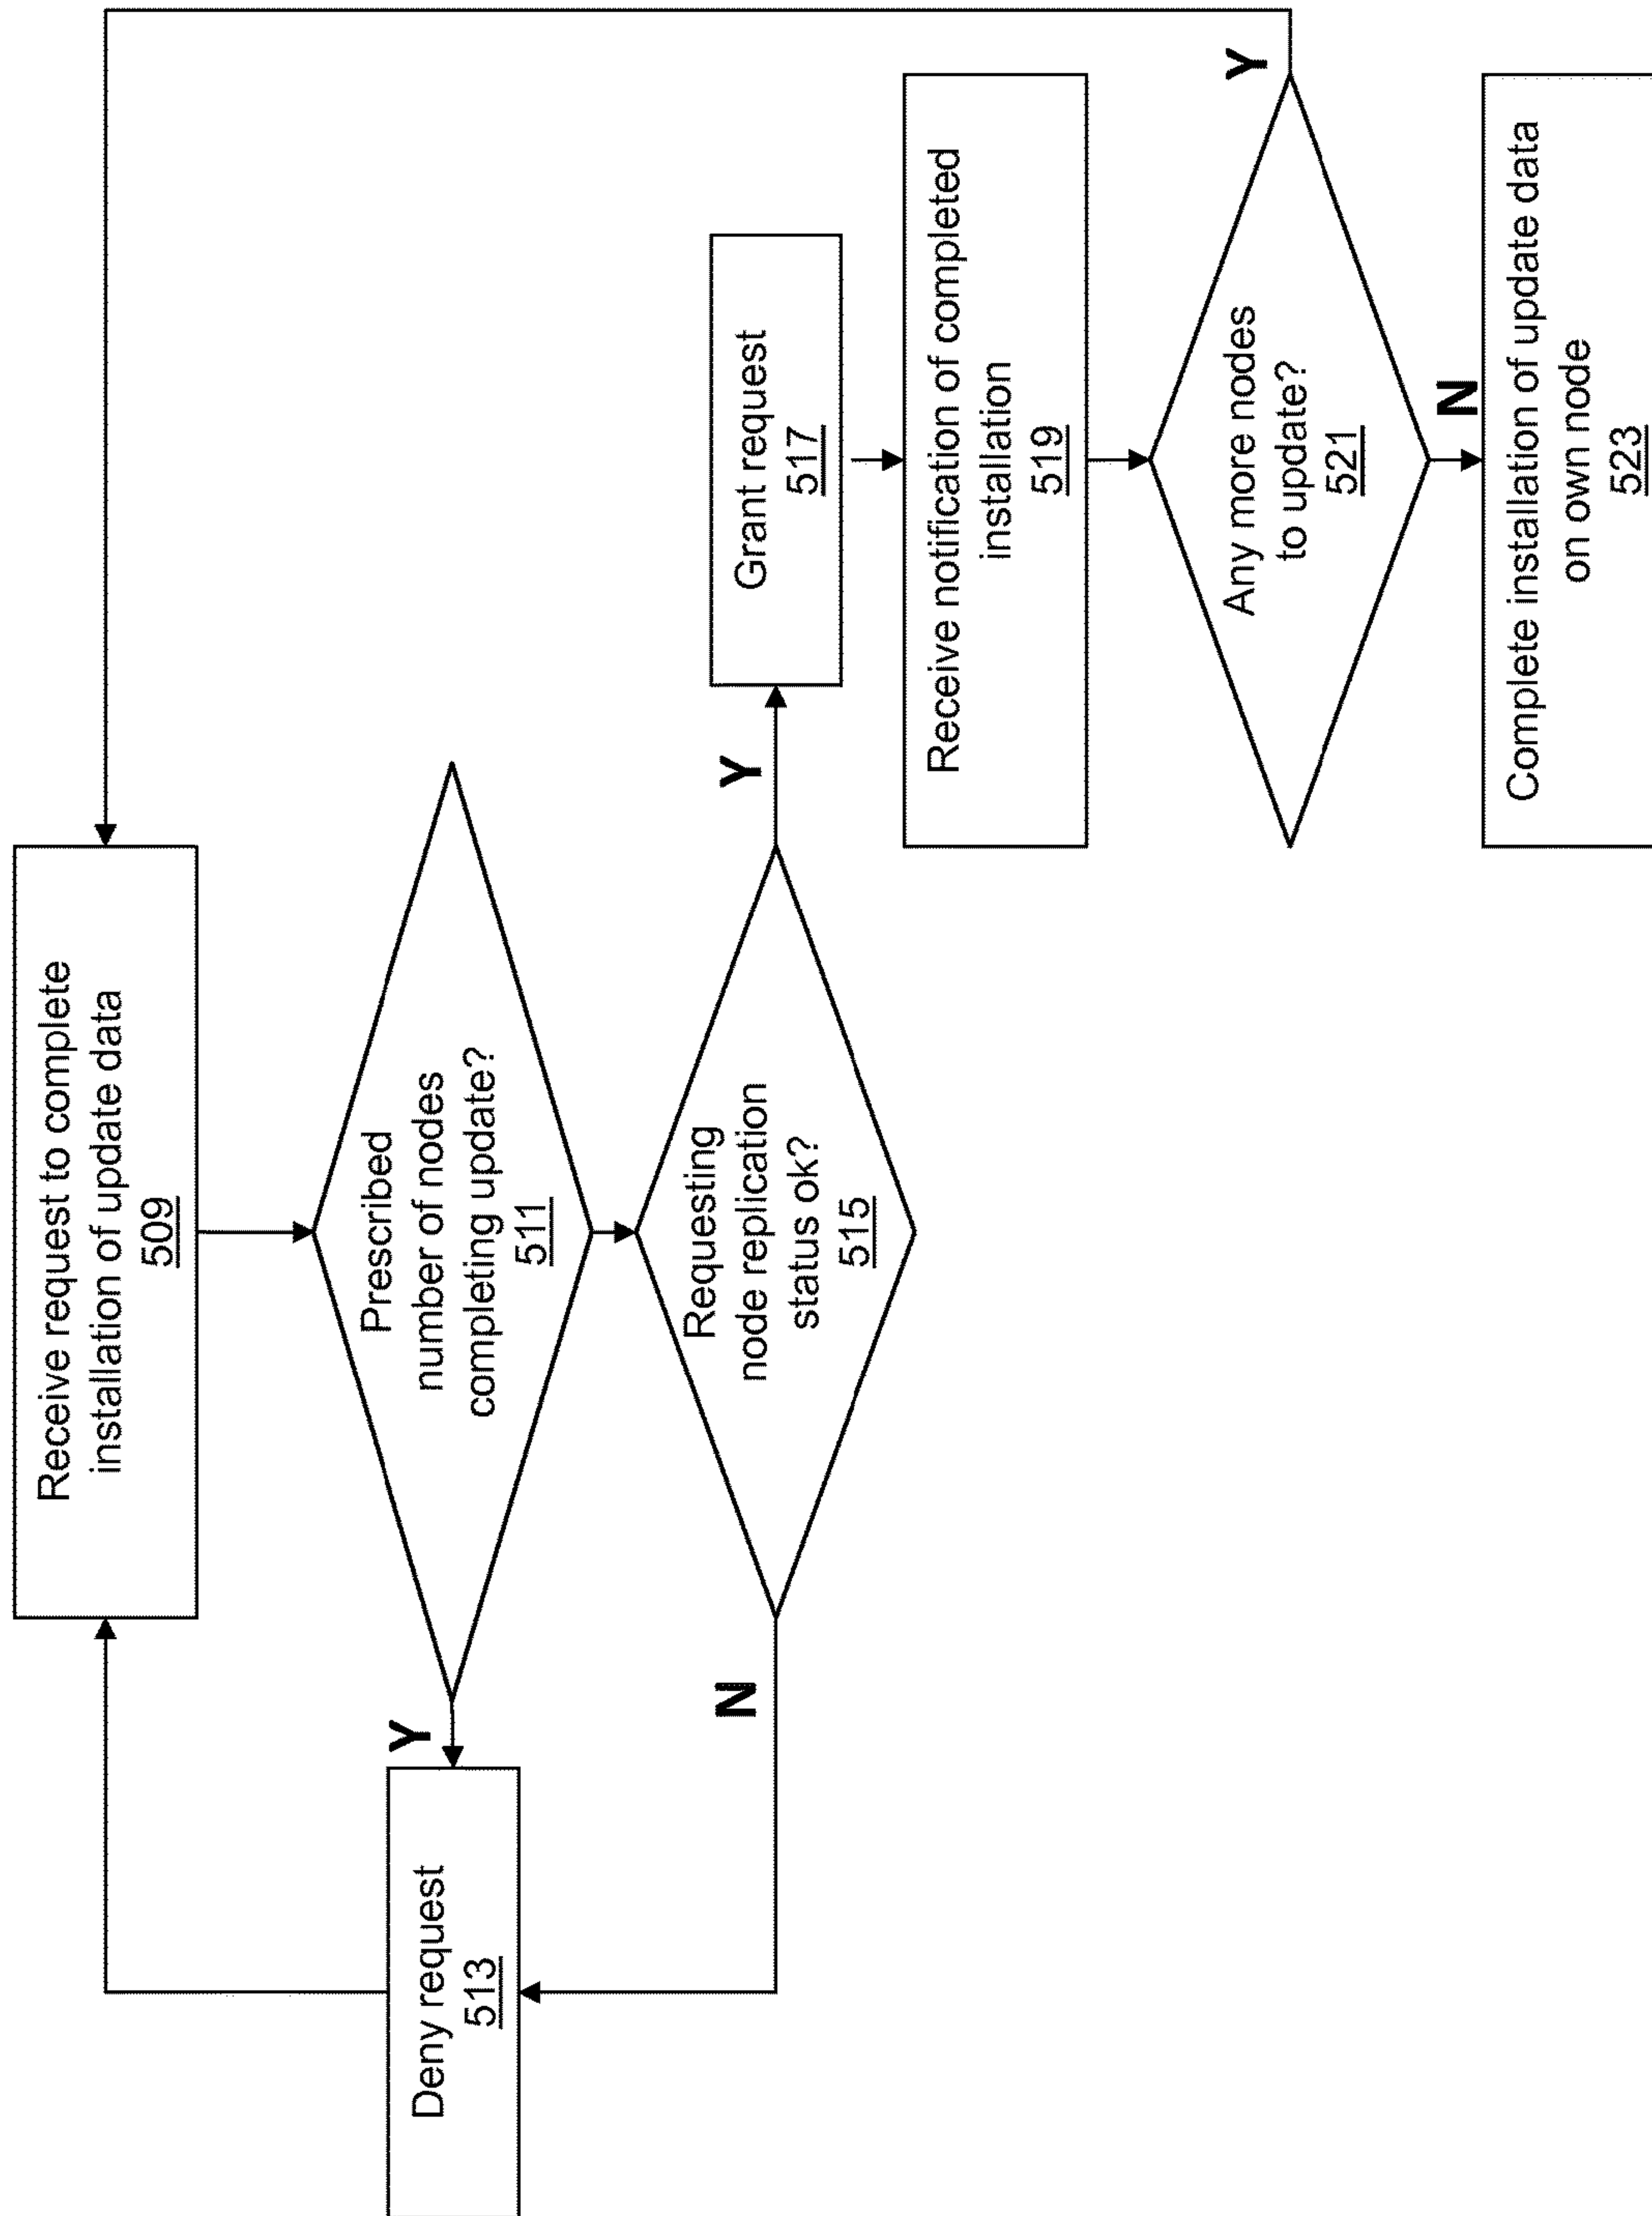 Receive request to complete
installation of update data
509
Prescribed
number of nodes
completing update?
511
Y
Deny request
513
Requesting
node replication
status ok?
515
N
Y
Grant request
517
Receive notification of completed
installation
519
Any more nodes
to update?
521
Y
N
Complete installation of update data
on own node
523